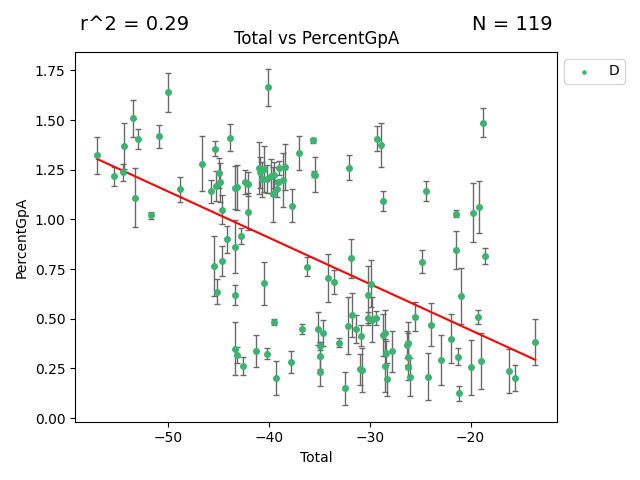 r^2 = 0.29 N = 119
Total vs PercentGpA
D
1.75
1.50
1.25
1.00
0.75
0.50
0.25
0.00
PercentGpA
−50 −40 −30 −20
Total